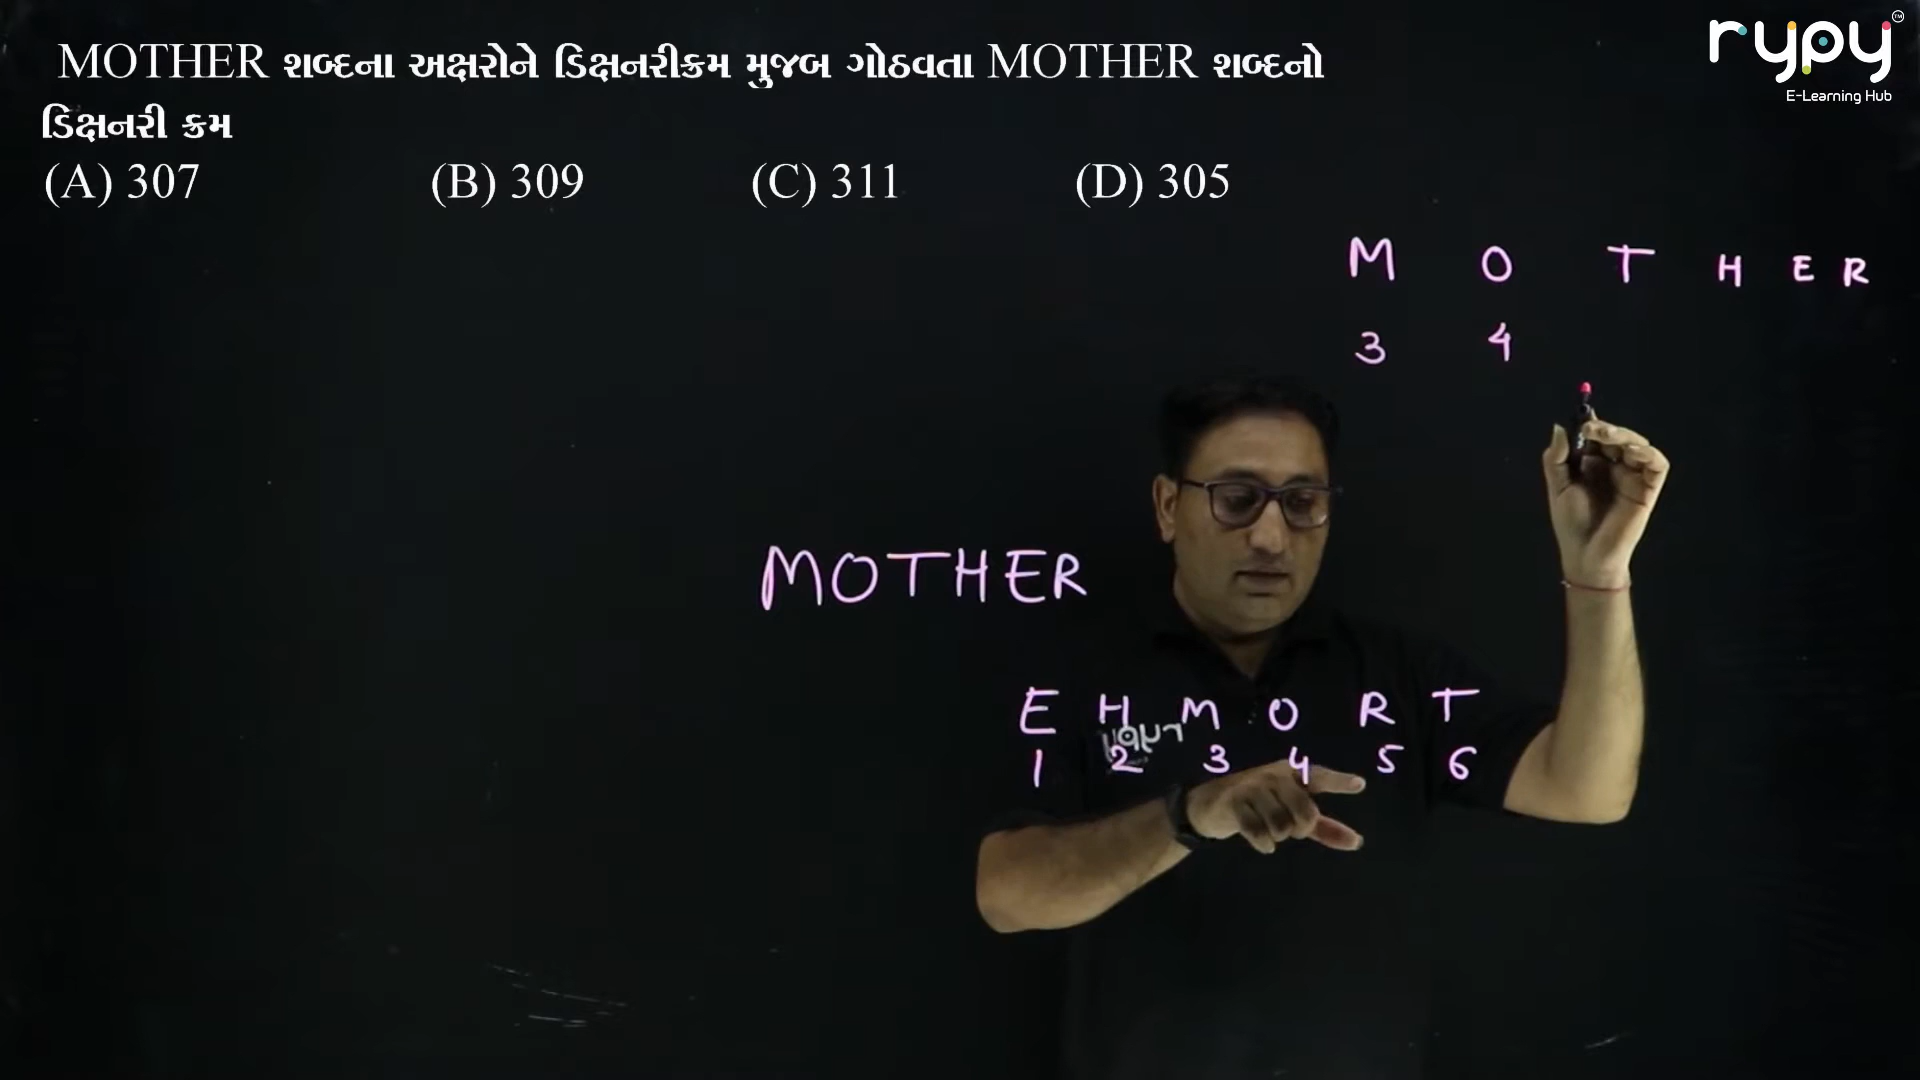 rypy™
E-Learning Hub
MOTHER શબ્દના અક્ષરોને ડિક્ષનરીક્રમ મુજબ ગોઠવતા MOTHER શબ્દનો
ડિક્ષનરી ક્રમ
(A) 307 (B) 309 (C) 311 (D) 305
M O T H E R
3 4
MOTHER
E H M O R T
1 2 3 4 5 6